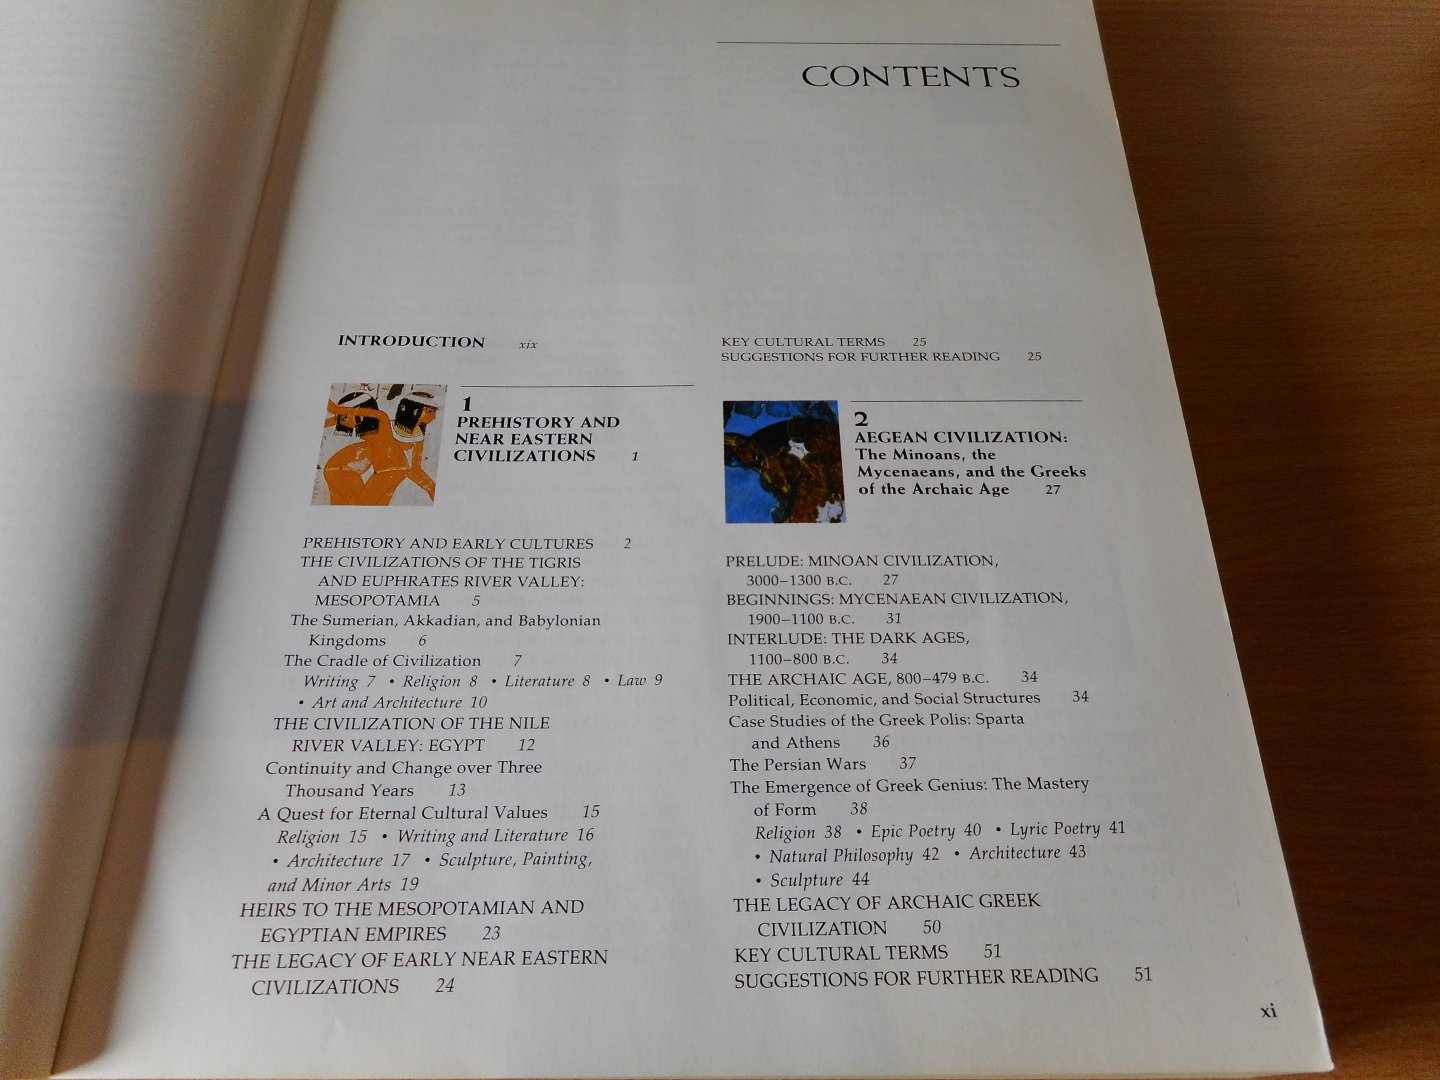 CONTENTS
INTRODUCTION xix
1
PREHISTORY AND
NEAR EASTERN
CIVILIZATIONS 1
PREHISTORY AND EARLY CULTURES 2
THE CIVILIZATIONS OF THE TIGRIS
AND EUPHRATES RIVER VALLEY:
MESOPOTAMIA 5
The Sumerian, Akkadian, and Babylonian
Kingdoms 6
The Cradle of Civilization 7
Writing 7 • Religion 8 • Literature 8 • Law 9
• Art and Architecture 10
THE CIVILIZATION OF THE NILE
RIVER VALLEY: EGYPT 12
Continuity and Change over Three
Thousand Years 13
A Quest for Eternal Cultural Values 15
Religion 15 • Writing and Literature 16
• Architecture 17 • Sculpture, Painting,
and Minor Arts 19
HEIRS TO THE MESOPOTAMIAN AND
EGYPTIAN EMPIRES 23
THE LEGACY OF EARLY NEAR EASTERN
CIVILIZATIONS 24
KEY CULTURAL TERMS 25
SUGGESTIONS FOR FURTHER READING 25
2
AEGEAN CIVILIZATION:
The Minoans, the
Mycenaeans, and the Greeks
of the Archaic Age 27
PRELUDE: MINOAN CIVILIZATION,
3000–1300 B.C. 27
BEGINNINGS: MYCENAEAN CIVILIZATION,
1900–1100 B.C. 31
INTERLUDE: THE DARK AGES,
1100–800 B.C. 34
THE ARCHAIC AGE, 800–479 B.C. 34
Political, Economic, and Social Structures 34
Case Studies of the Greek Polis: Sparta
and Athens 36
The Persian Wars 37
The Emergence of Greek Genius: The Mastery
of Form 38
Religion 38 • Epic Poetry 40 • Lyric Poetry 41
• Natural Philosophy 42 • Architecture 43
• Sculpture 44
THE LEGACY OF ARCHAIC GREEK
CIVILIZATION 50
KEY CULTURAL TERMS 51
SUGGESTIONS FOR FURTHER READING 51
xi